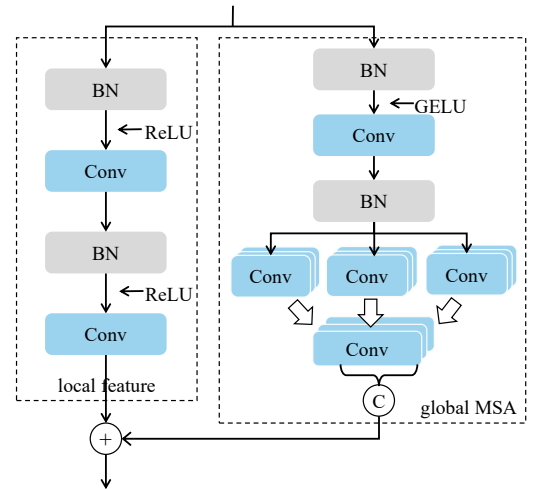 BN
ReLU
Conv
BN
ReLU
Conv
local feature
+
BN
GELU
Conv
BN
Conv
Conv
Conv
Conv
C
global MSA